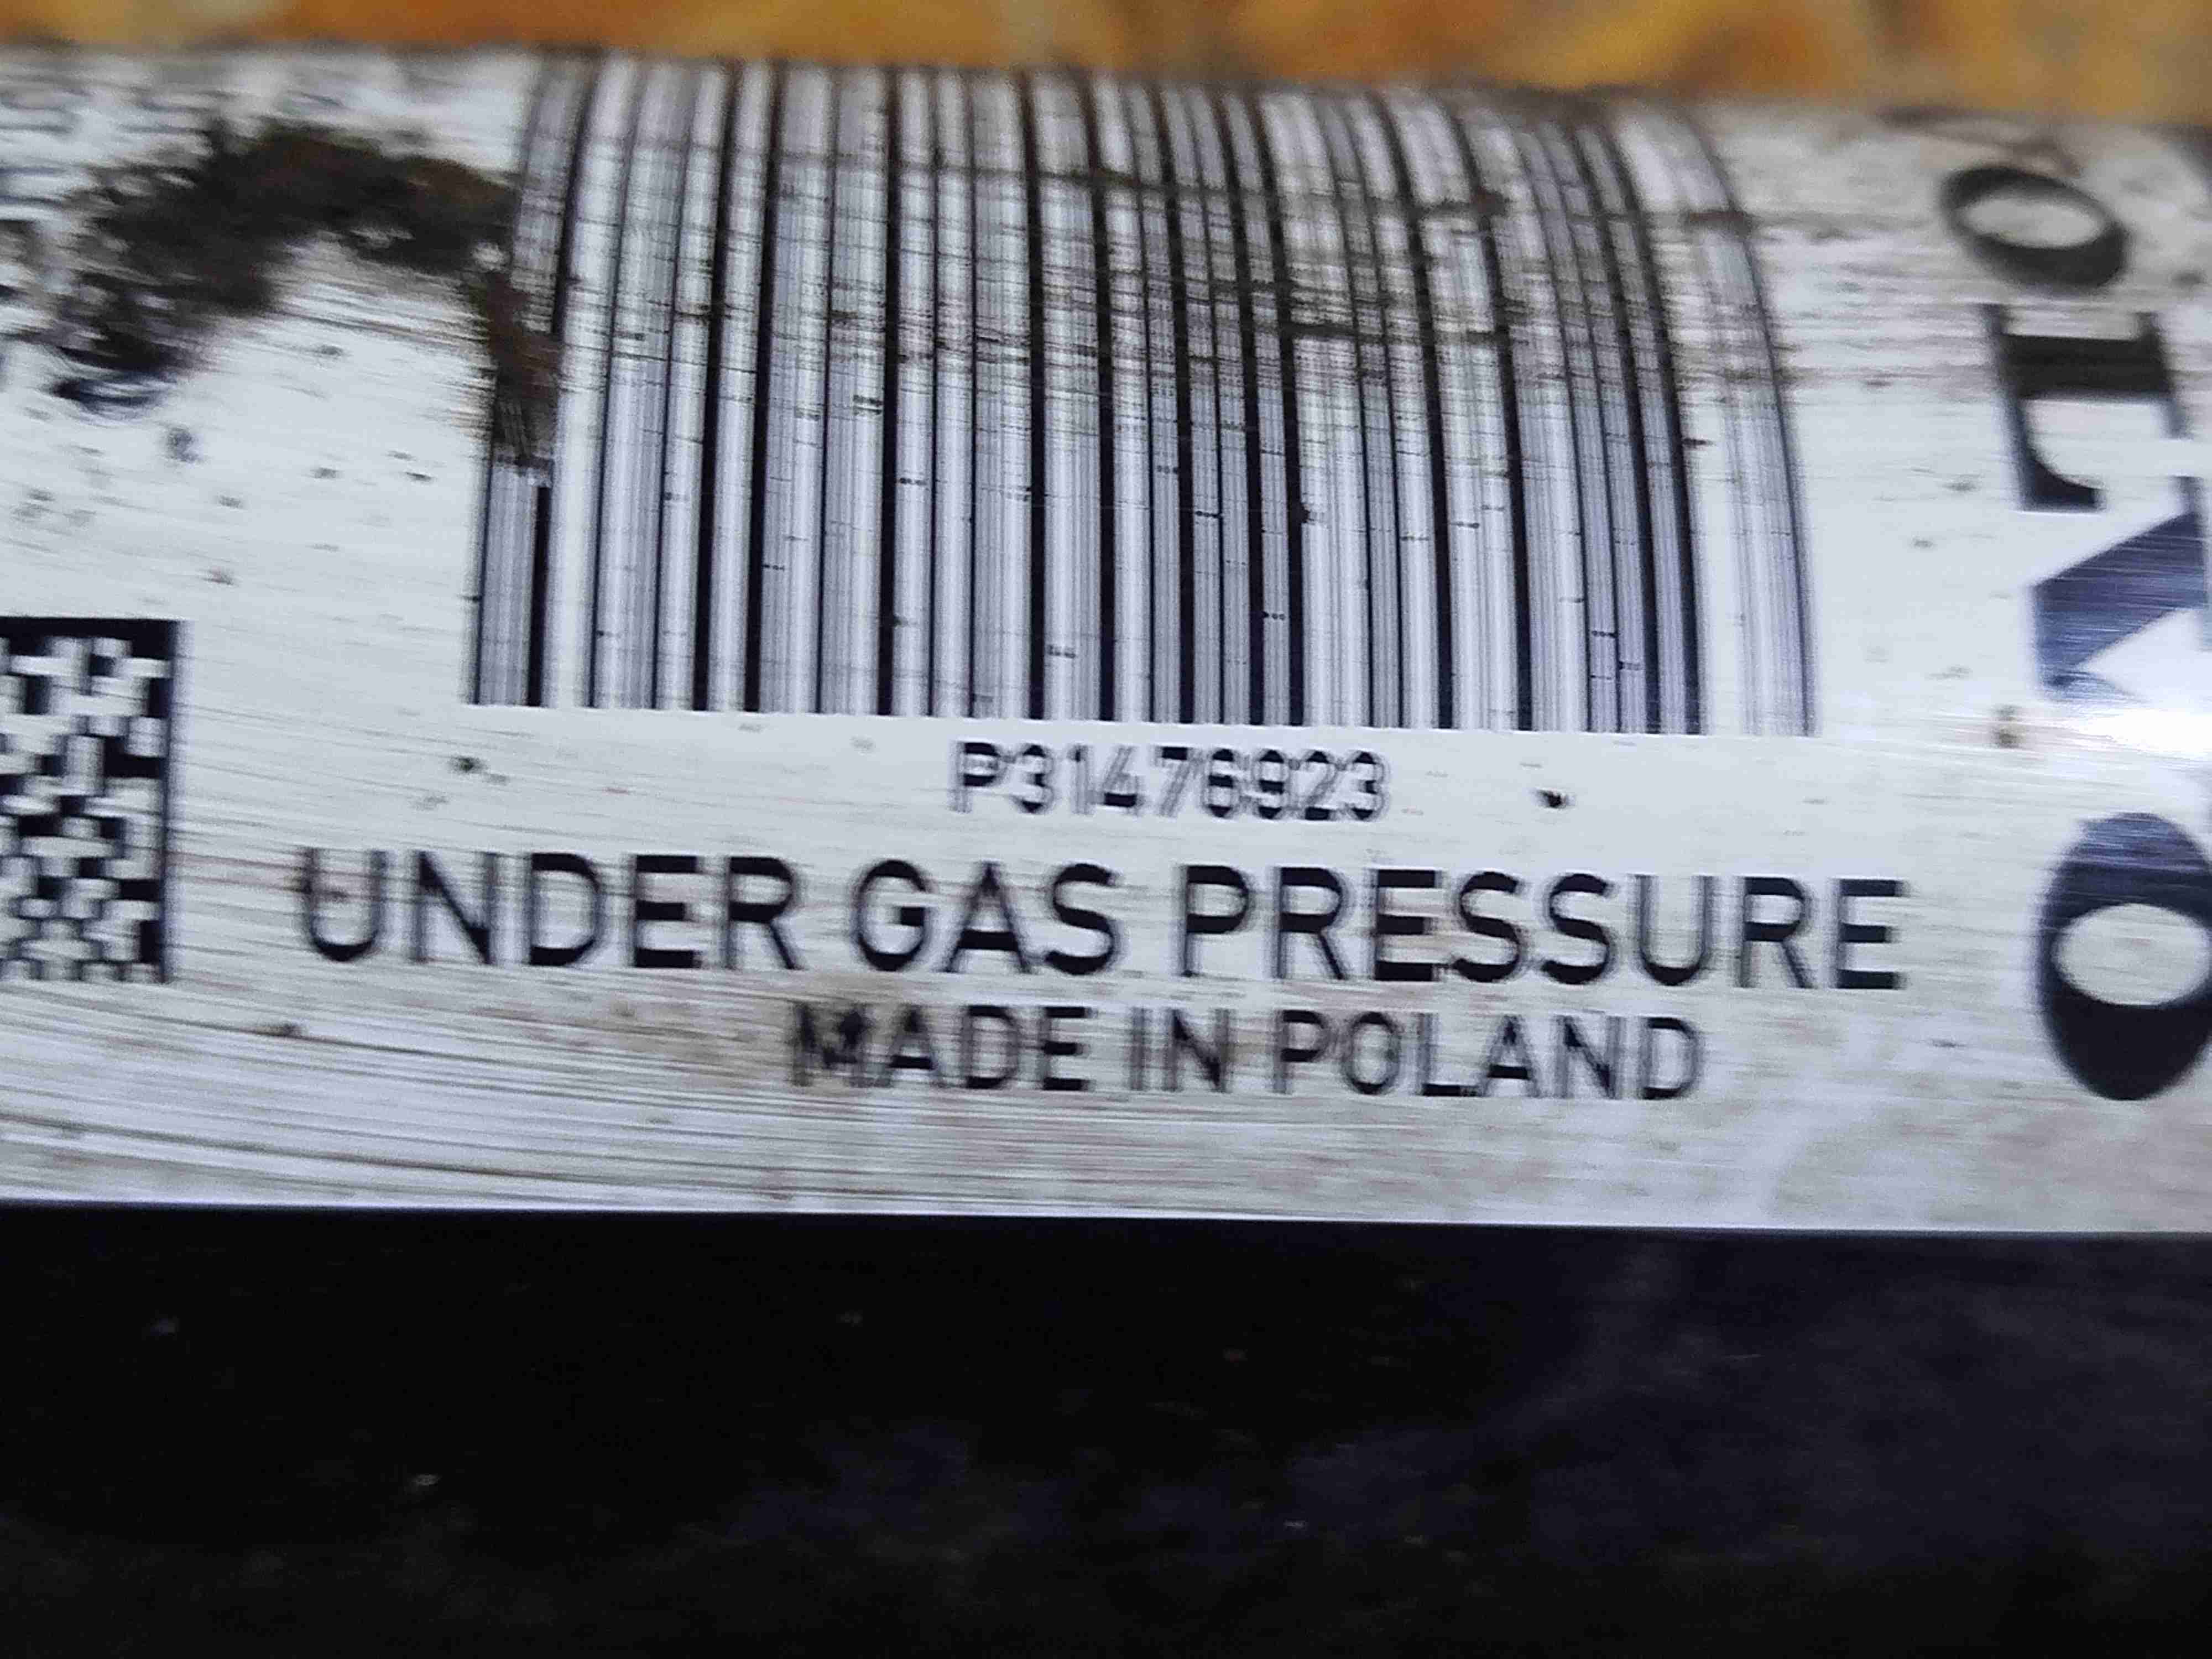 P31476923
UNDER GAS PRESSURE
MADE IN POLAND